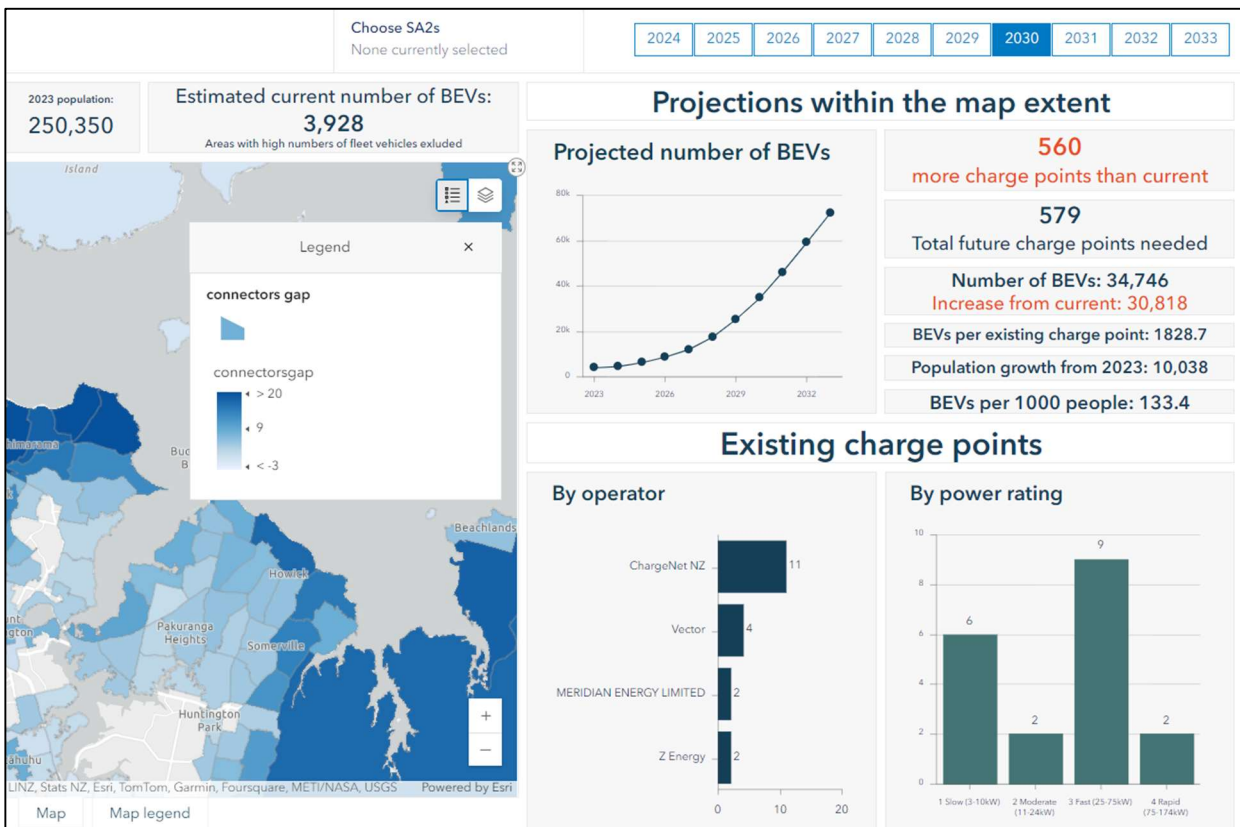 Choose SA2s
None currently selected
2024 2025 2026 2027 2028 2029 2030 2031 2032 2033
2023 population:
250,350
Estimated current number of BEVs:
3,928
Areas with high numbers of fleet vehicles exluded
Projections within the map extent
Island
Legend
connectors gap
connectorsgap
> 20
9
< -3
Beachlands
Howick
Pakuranga
Heights
Somerville
Huntington
Park
+
−
LINZ, Stats NZ, Esri, TomTom, Garmin, Foursquare, METI/NASA, USGS Powered by Esri
Map Map legend
Projected number of BEVs
80k
60k
40k
20k
0
2023 2026 2029 2032
560
more charge points than current
579
Total future charge points needed
Number of BEVs: 34,746
Increase from current: 30,818
BEVs per existing charge point: 1828.7
Population growth from 2023: 10,038
BEVs per 1000 people: 133.4
Existing charge points
By operator
ChargeNet NZ 11
Vector 4
MERIDIAN ENERGY LIMITED 2
Z Energy 2
0 10 20
By power rating
10
8
6
4
2
0
6
2
9
2
1 Slow (3-10kW) 2 Moderate 3 Fast (25-75kW) 4 Rapid
(11-24kW) (75-174kW)